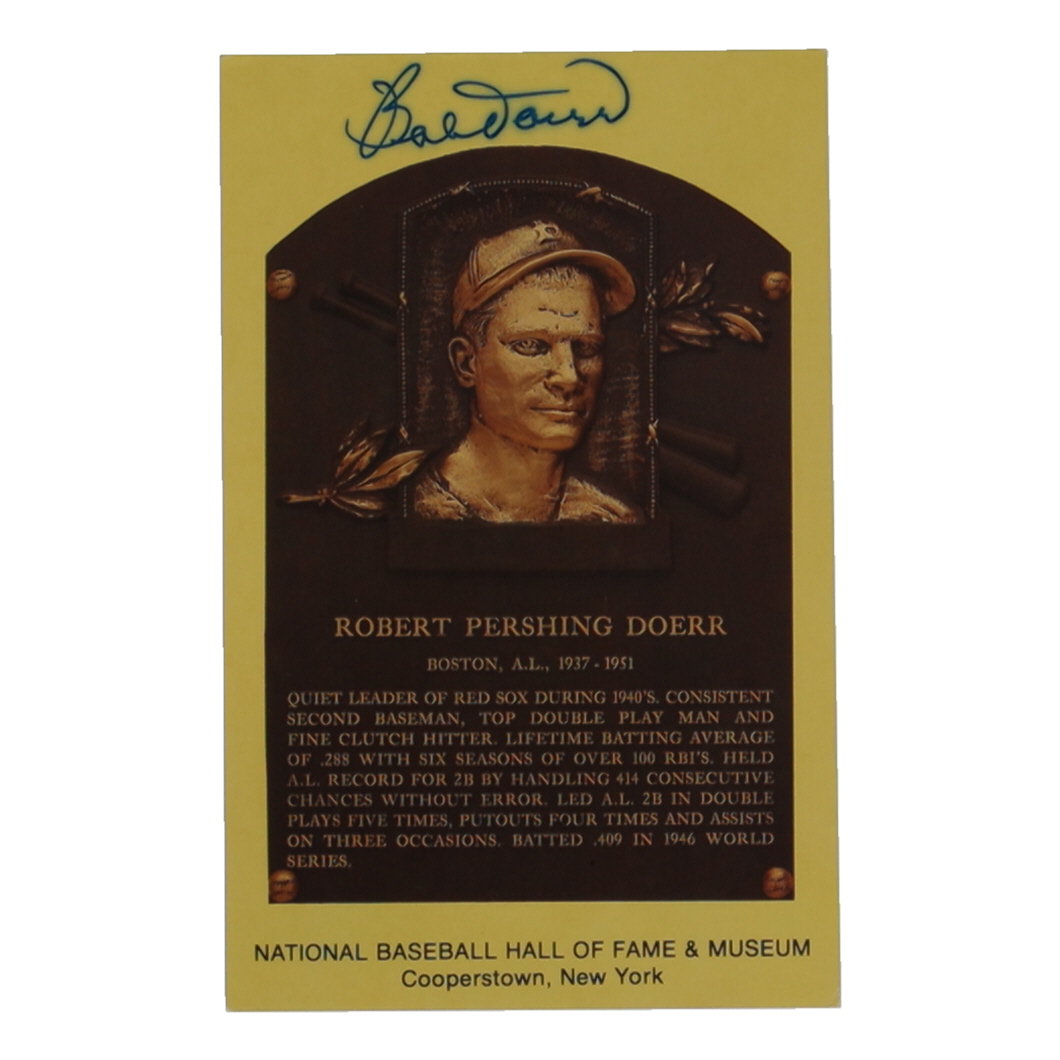 Bob Doerr
B
ROBERT PERSHING DOERR
BOSTON, A.L., 1937 - 1951
QUIET LEADER OF RED SOX DURING 1940'S. CONSISTENT
SECOND BASEMAN, TOP DOUBLE PLAY MAN AND
FINE CLUTCH HITTER. LIFETIME BATTING AVERAGE
OF .288 WITH SIX SEASONS OF OVER 100 RBI'S. HELD
A.L. RECORD FOR 2B BY HANDLING 414 CONSECUTIVE
CHANCES WITHOUT ERROR. LED A.L. 2B IN DOUBLE
PLAYS FIVE TIMES, PUTOUTS FOUR TIMES AND ASSISTS
ON THREE OCCASIONS. BATTED .409 IN 1946 WORLD
SERIES.
NATIONAL BASEBALL HALL OF FAME & MUSEUM
Cooperstown, New York